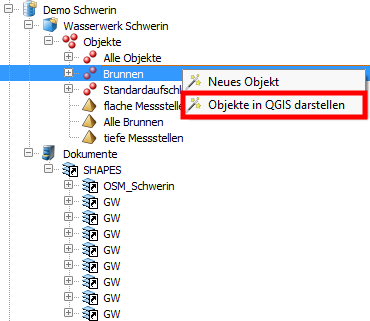 Demo Schwerin
Wasserwerk Schwerin
Objekte
Alle Objekte
Brunnen
Neues Objekt
Standardaufschl
Objekte in QGIS darstellen
flache Messstellen
Alle Brunnen
tiefe Messstellen
Dokumente
SHAPES
OSM_Schwerin
GW
GW
GW
GW
GW
GW
GW
GW